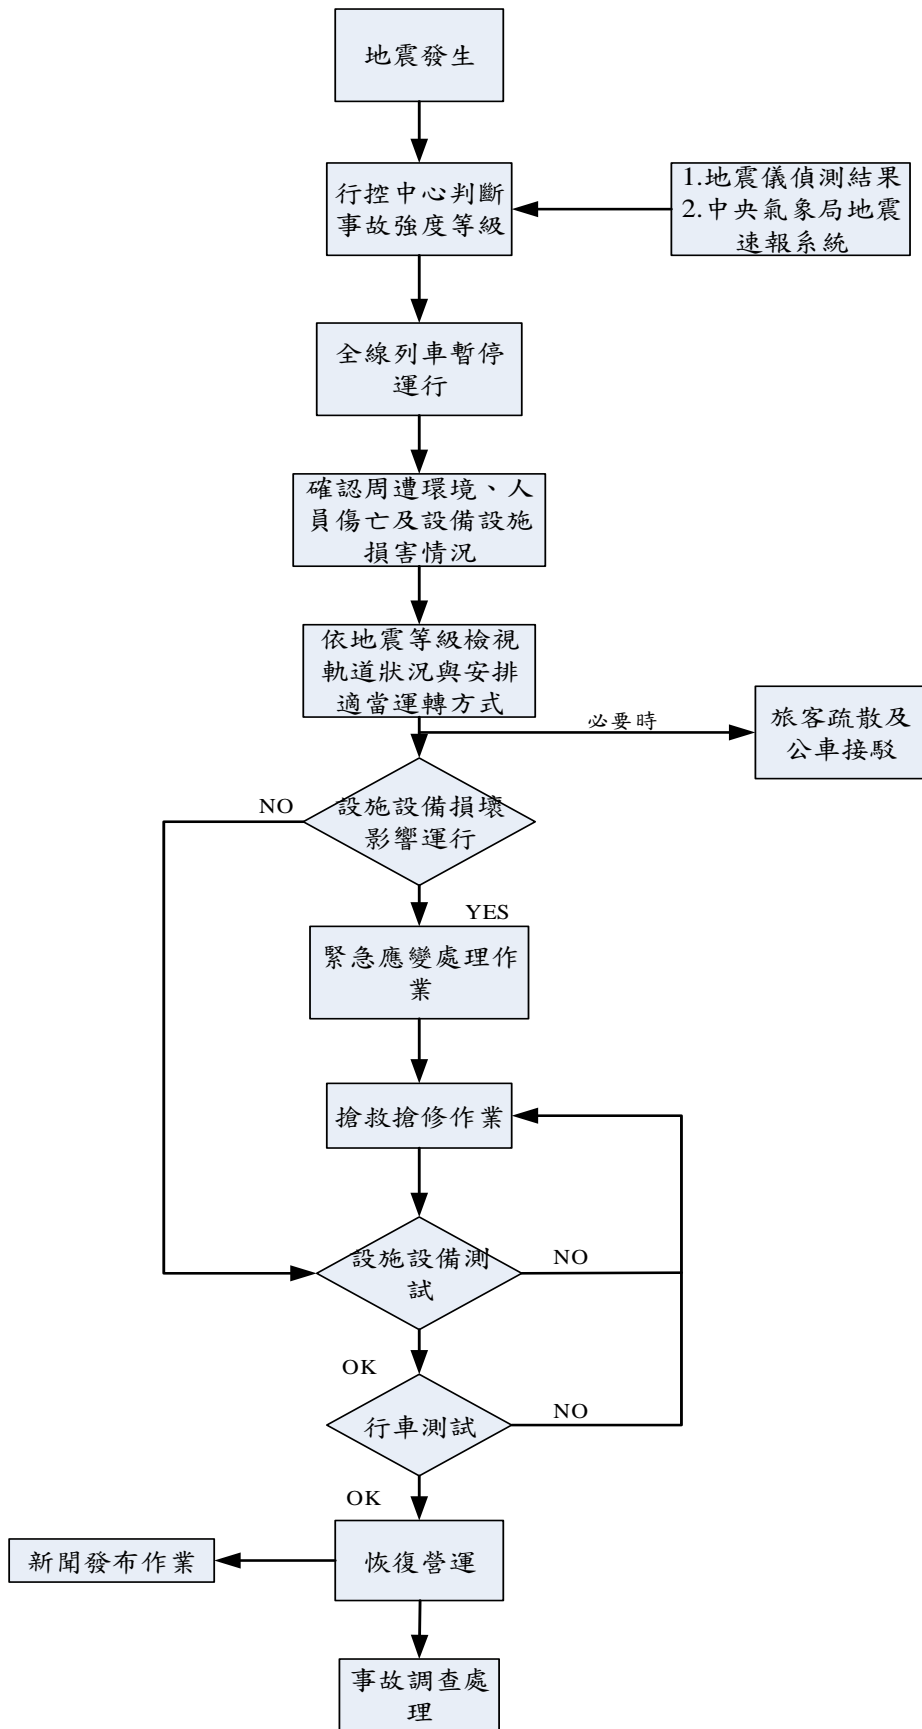 地震發生
行控中心判斷
事故強度等級
1.地震儀偵測結果
2.中央氣象局地震
速報系統
全線列車暫停
運行
確認周遭環境、人
員傷亡及設備設施
損害情況
依地震等級檢視
軌道狀況與安排
適當運轉方式
必要時
旅客疏散及
公車接駁
NO
設施設備損壞
影響運行
YES
緊急應變處理作
業
搶救搶修作業
設施設備測
試
NO
OK
行車測試
NO
OK
恢復營運
新聞發布作業
事故調查處
理